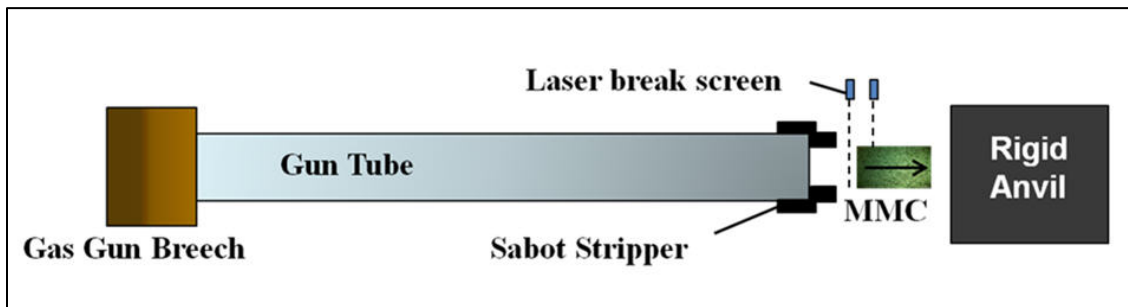 Laser break screen
Gun Tube
Rigid
Anvil
MMC
Gas Gun Breech
Sabot Stripper